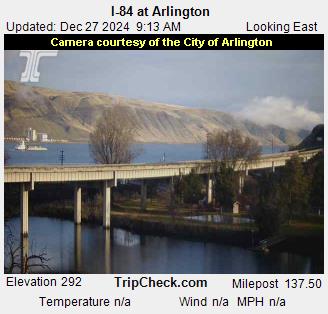 I-84 at Arlington
Updated: Dec 27 2024 9:13 AM Looking East
Camera courtesy of the City of Arlington
Elevation 292 TripCheck.com Milepost 137.50
Temperature n/a Wind n/a MPH n/a